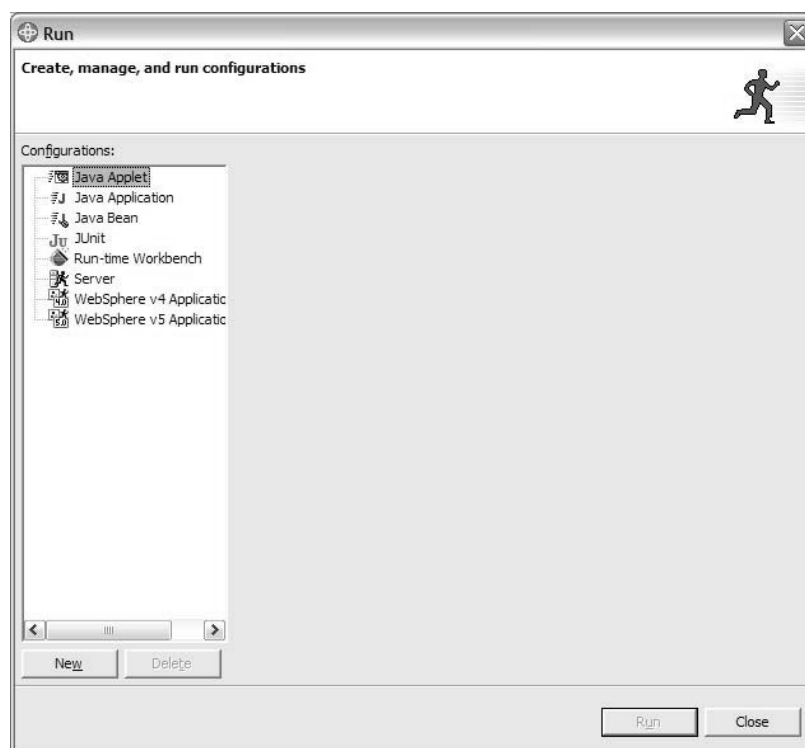 Run
Create, manage, and run configurations
Configurations:
Java Applet
Java Application
Java Bean
JUnit
Run-time Workbench
Server
WebSphere v4 Applicatic
WebSphere v5 Applicatic
New Delete
Run Close